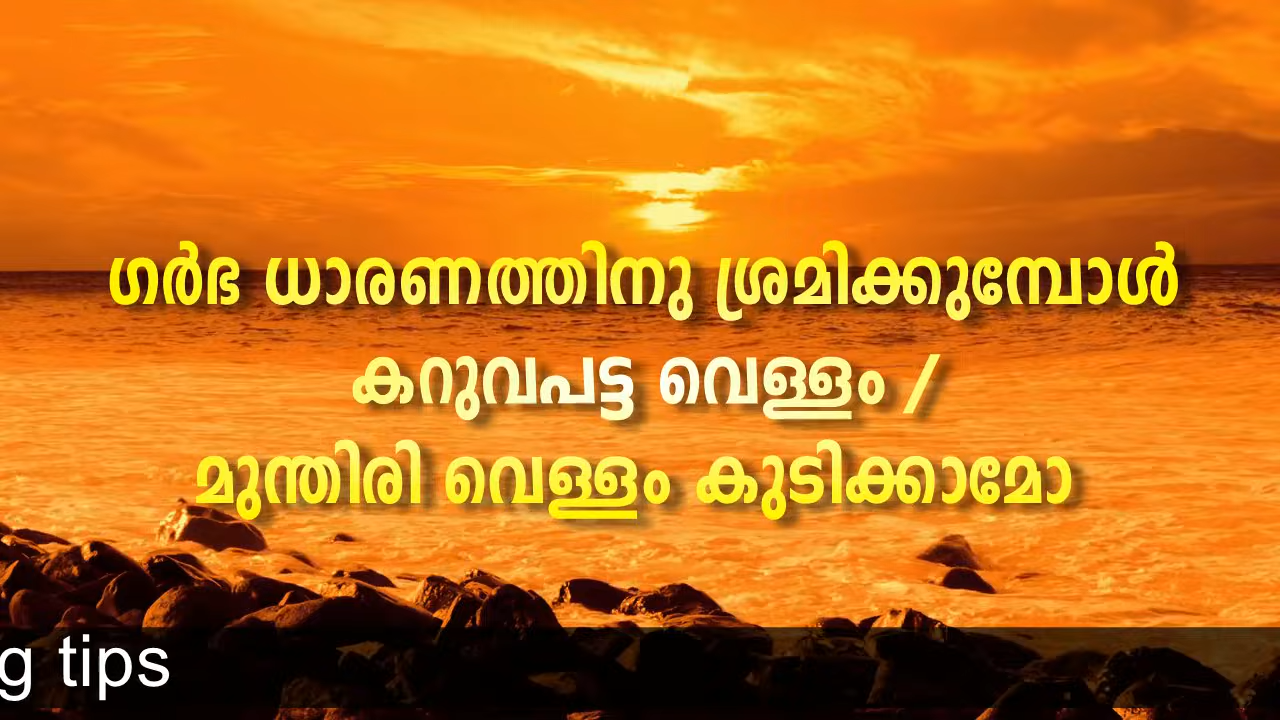 ഗർഭ ധാരണത്തിനു ശ്രമിക്കുമ്പോൾ
കറുവപട്ട വെള്ളം /
മുന്തിരി വെള്ളം കുടിക്കാമോ
g tips